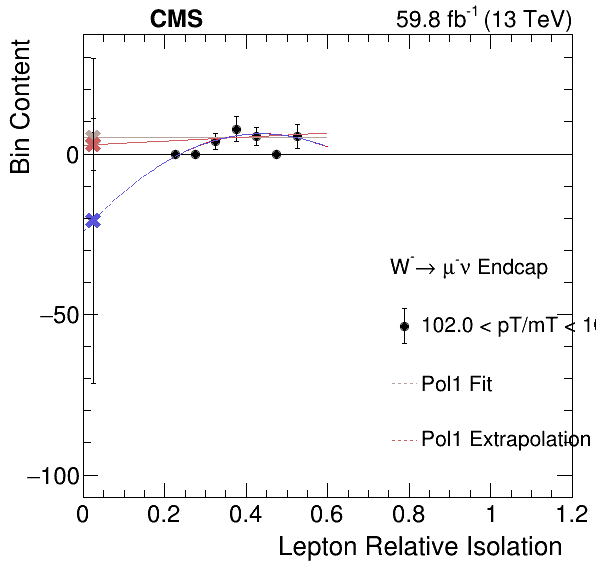 CMS 59.8 fb-1 (13 TeV)
Bin Content
0
−50
−100
W-→ μ-ν Endcap
102.0 < pT/mT <
Pol1 Fit
Pol1 Extrapolation
0 0.2 0.4 0.6 0.8 1 1.2
Lepton Relative Isolation